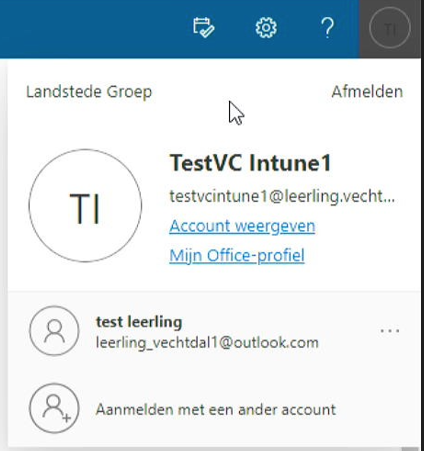 TI
Landstede Groep
Afmelden
TI
TestVC Intune1
testvcintune1@leerling.vecht...
Account weergeven
Mijn Office-profiel
test leerling
leerling_vechtdal1@outlook.com
Aanmelden met een ander account